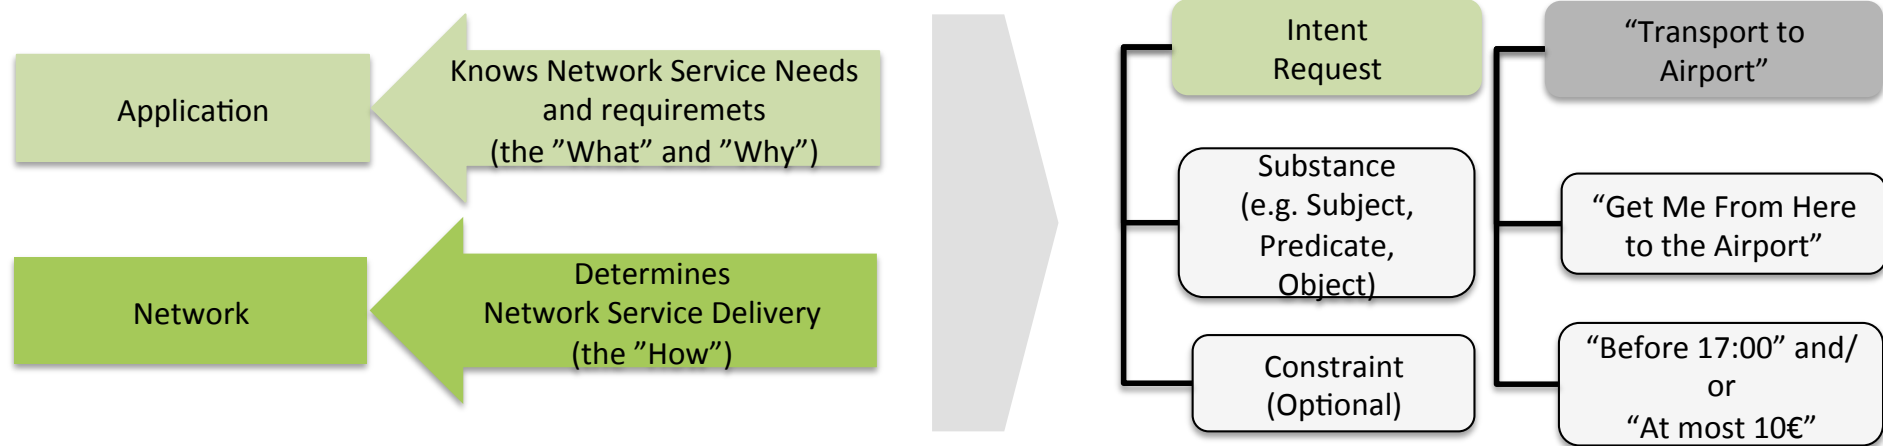 Application
Knows Network Service Needs
and requiremets
(the ”What” and ”Why”)
Network
Determines
Network Service Delivery
(the ”How”)
Intent
Request
Substance
(e.g. Subject,
Predicate,
Object)
Constraint
(Optional)
“Transport to
Airport”
“Get Me From Here
to the Airport”
“Before 17:00” and/
or
“At most 10€”